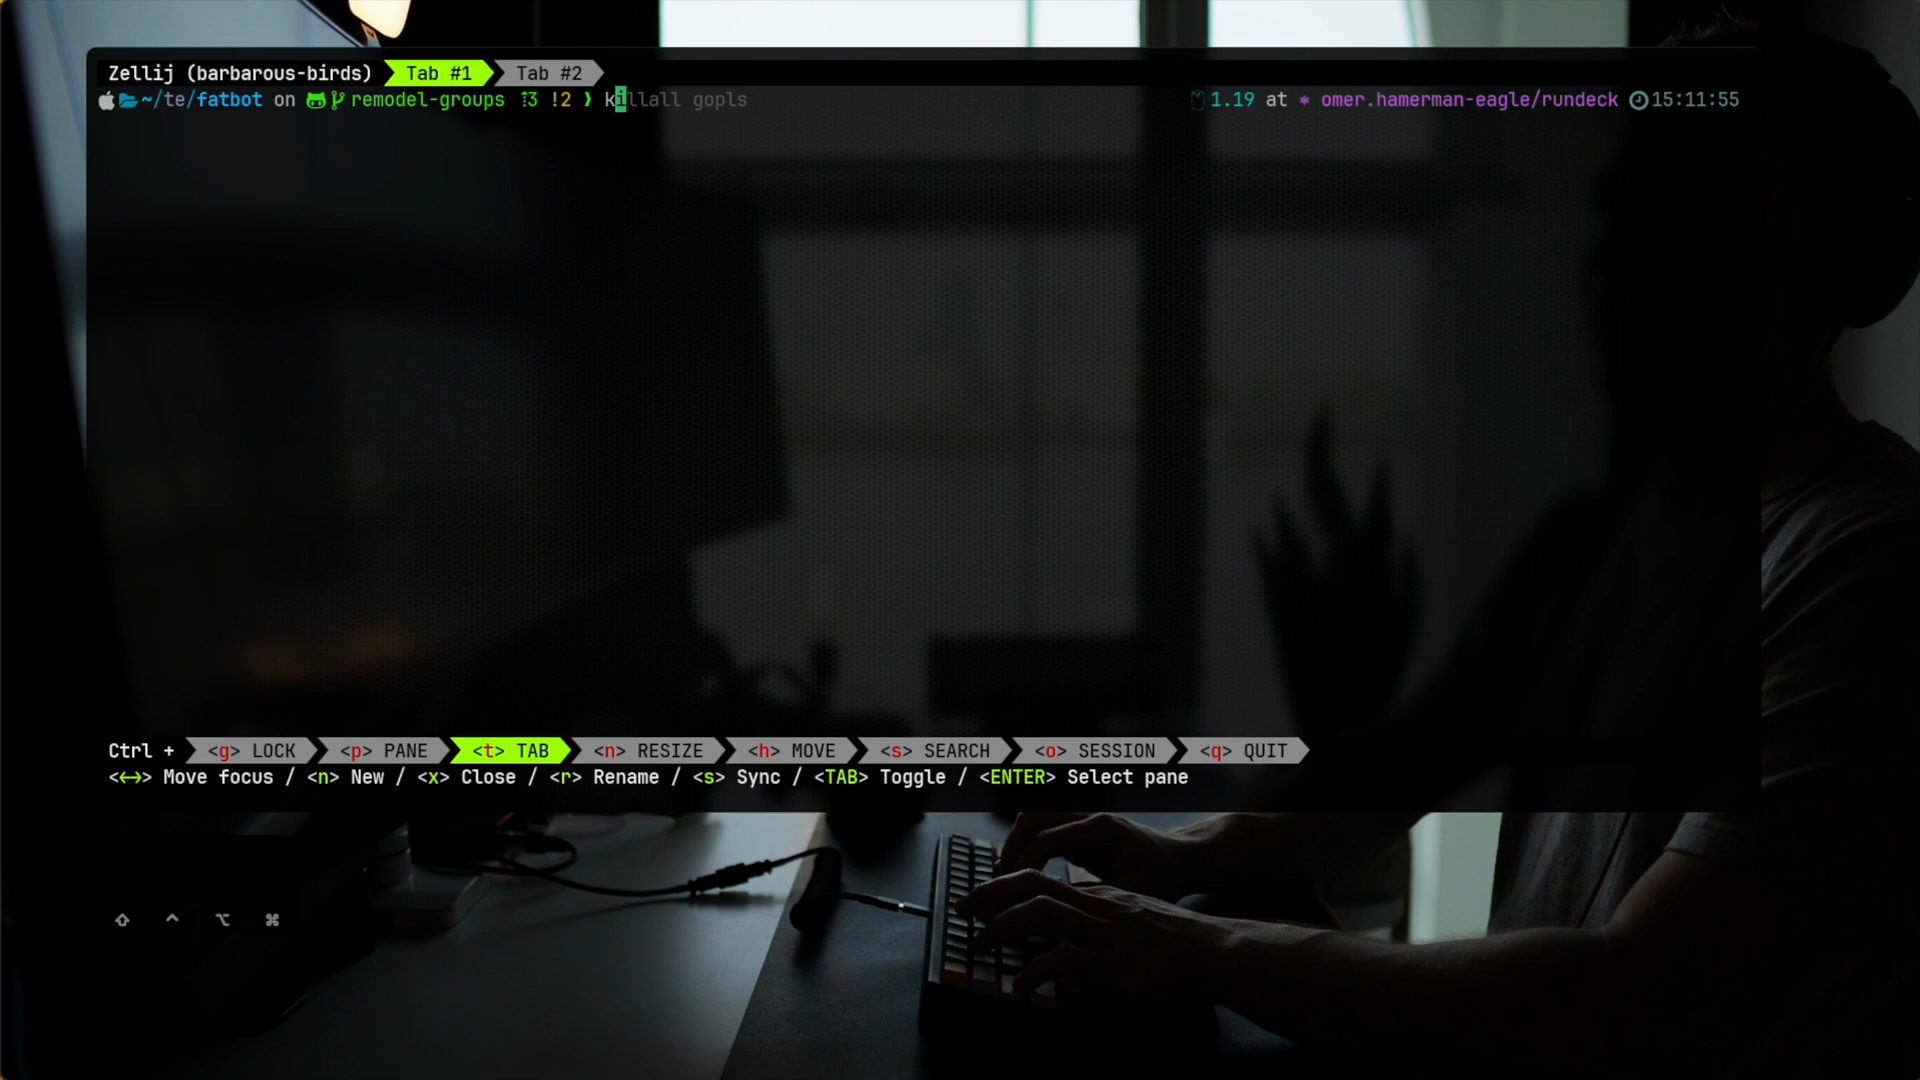 Zellij (barbarous-birds) Tab #1 Tab #2
~/te/fatbot on remodel-groups ⇡3 !2 ❯ killall gopls 1.19 at ⎈ omer.hamerman-eagle/rundeck 15:11:55
Ctrl + <g> LOCK <p> PANE <t> TAB <n> RESIZE <h> MOVE <s> SEARCH <o> SESSION <q> QUIT
<←→> Move focus / <n> New / <x> Close / <r> Rename / <s> Sync / <TAB> Toggle / <ENTER> Select pane
⇧ ^ ⌥ ⌘